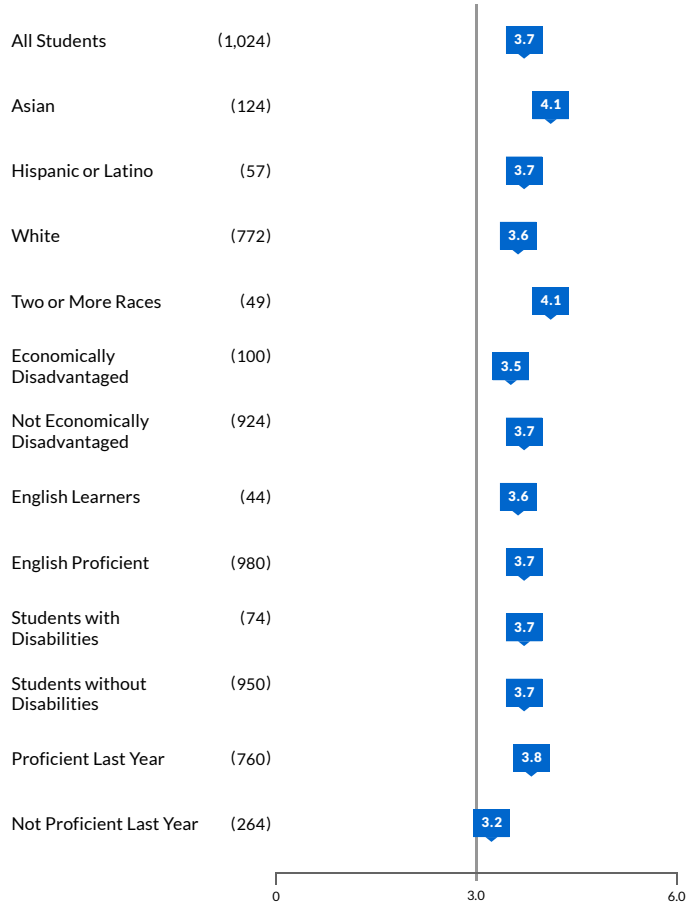 All Students (1,024) 3.7
Asian (124) 4.1
Hispanic or Latino (57) 3.7
White (772) 3.6
Two or More Races (49) 4.1
Economically (100)
Disadvantaged 3.5
Not Economically (924)
Disadvantaged 3.7
English Learners (44) 3.6
English Proficient (980) 3.7
Students with (74)
Disabilities 3.7
Students without (950)
Disabilities 3.7
Proficient Last Year (760) 3.8
Not Proficient Last Year (264) 3.2
0 3.0 6.0